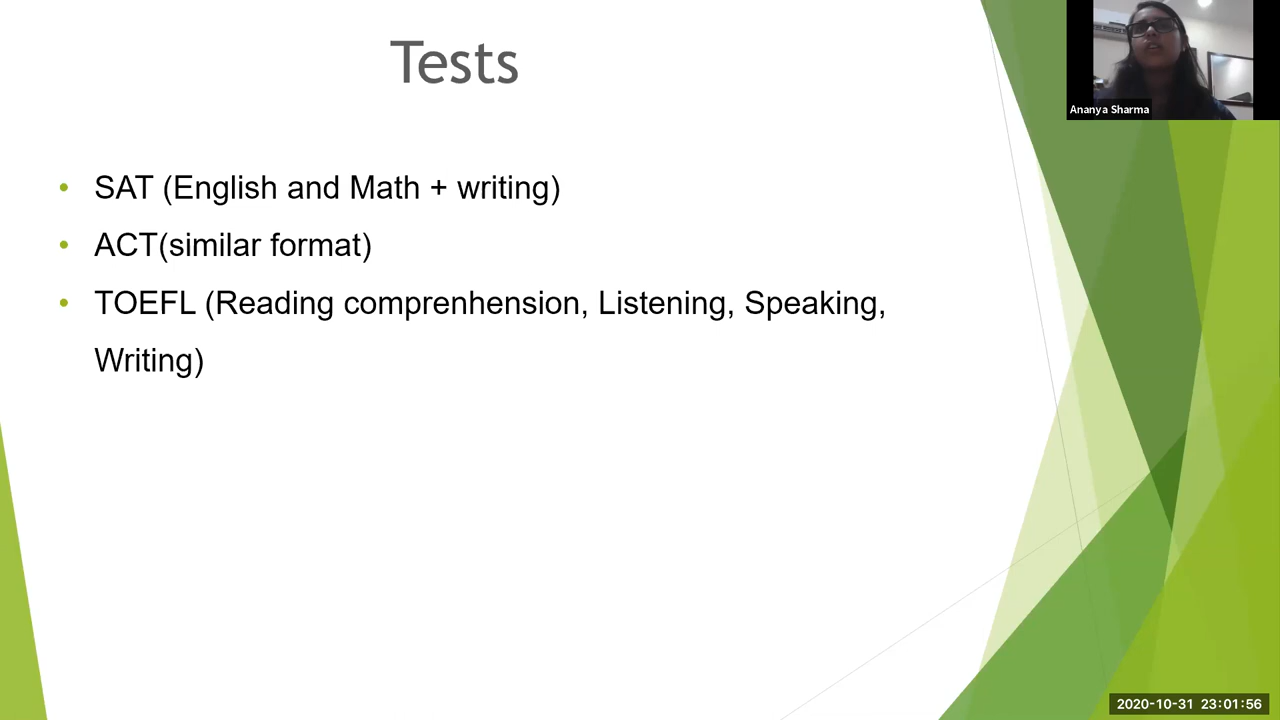 Tests
Ananya Sharma
• SAT (English and Math + writing)
• ACT(similar format)
• TOEFL (Reading comprenhension, Listening, Speaking,
Writing)
2020-10-31 23:01:56